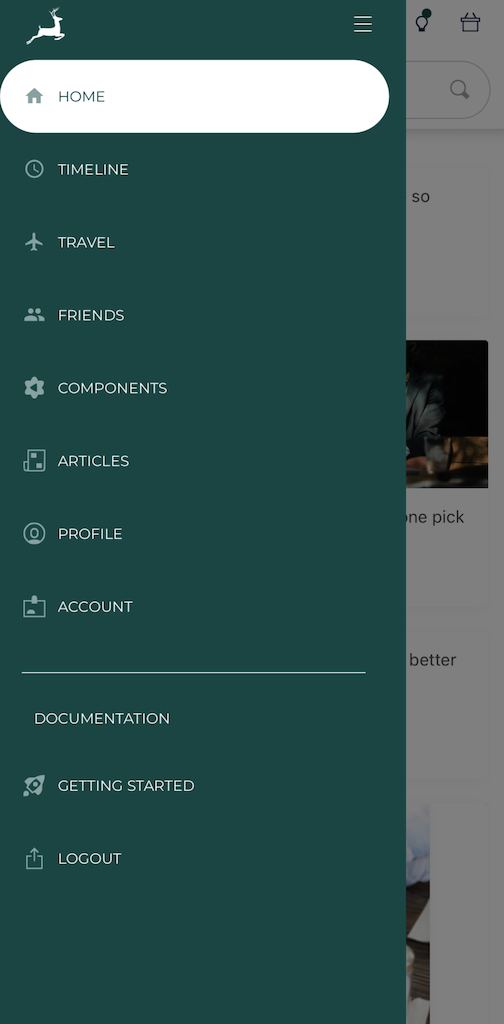 HOME
so
TIMELINE
TRAVEL
FRIENDS
COMPONENTS
ARTICLES
one pick
PROFILE
ACCOUNT
better
DOCUMENTATION
GETTING STARTED
LOGOUT